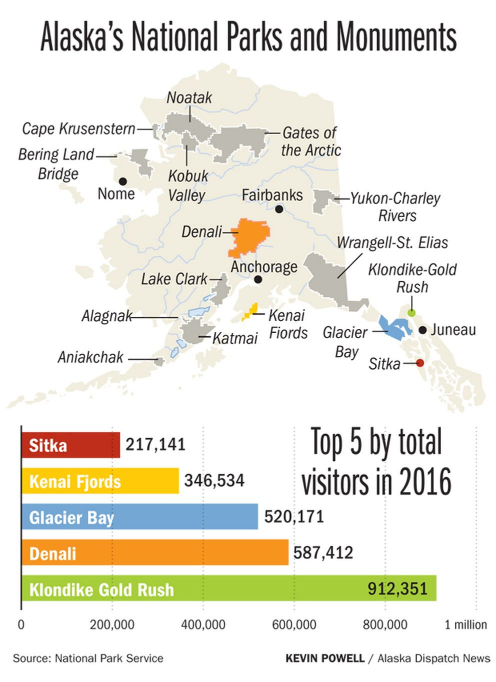 Alaska's National Parks and Monuments
Noatak
Cape Krusenstern
Gates of
the Arctic
Bering Land
Bridge
Kobuk
Valley
Nome
Fairbanks
Yukon-Charley
Rivers
Denali
Wrangell-St. Elias
Anchorage
Lake Clark
Klondike-Gold
Rush
Alagnak
Kenai
Fiords
Katmai
Glacier
Bay
Juneau
Aniakchak
Sitka
Top 5 by total
visitors in 2016
Sitka 217,141
Kenai Fjords 346,534
Glacier Bay 520,171
Denali 587,412
Klondike Gold Rush 912,351
0 200,000 400,000 600,000 800,000 1 million
Source: National Park Service KEVIN POWELL / Alaska Dispatch News